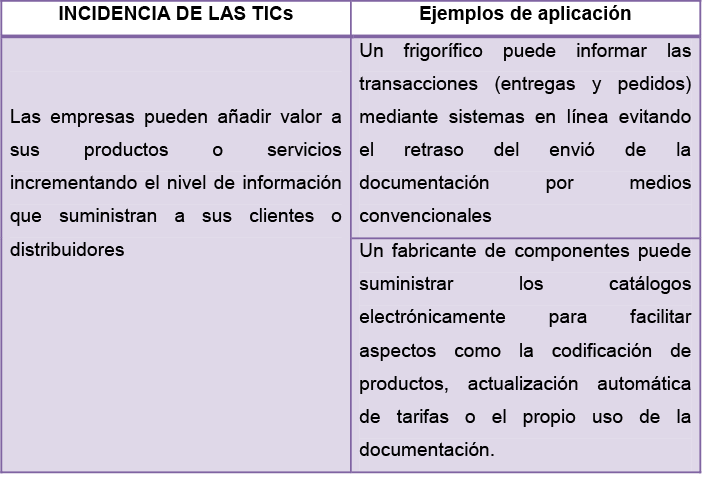 INCIDENCIA DE LAS TICs
Ejemplos de aplicación
Las empresas pueden añadir valor a
sus productos o servicios
incrementando el nivel de información
que suministran a sus clientes o
distribuidores
Un frigorífico puede informar las
transacciones (entregas y pedidos)
mediante sistemas en línea evitando
el retraso del envió de la
documentación por medios
convencionales
Un fabricante de componentes puede
suministrar los catálogos
electrónicamente para facilitar
aspectos como la codificación de
productos, actualización automática
de tarifas o el propio uso de la
documentación.